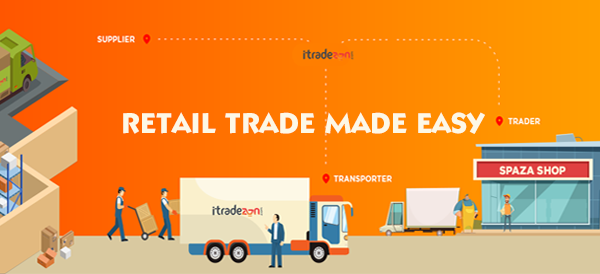 SUPPLIER
itradezon
RETAIL TRADE MADE EASY
TRADER
TRANSPORTER
SPAZA SHOP
itradezon